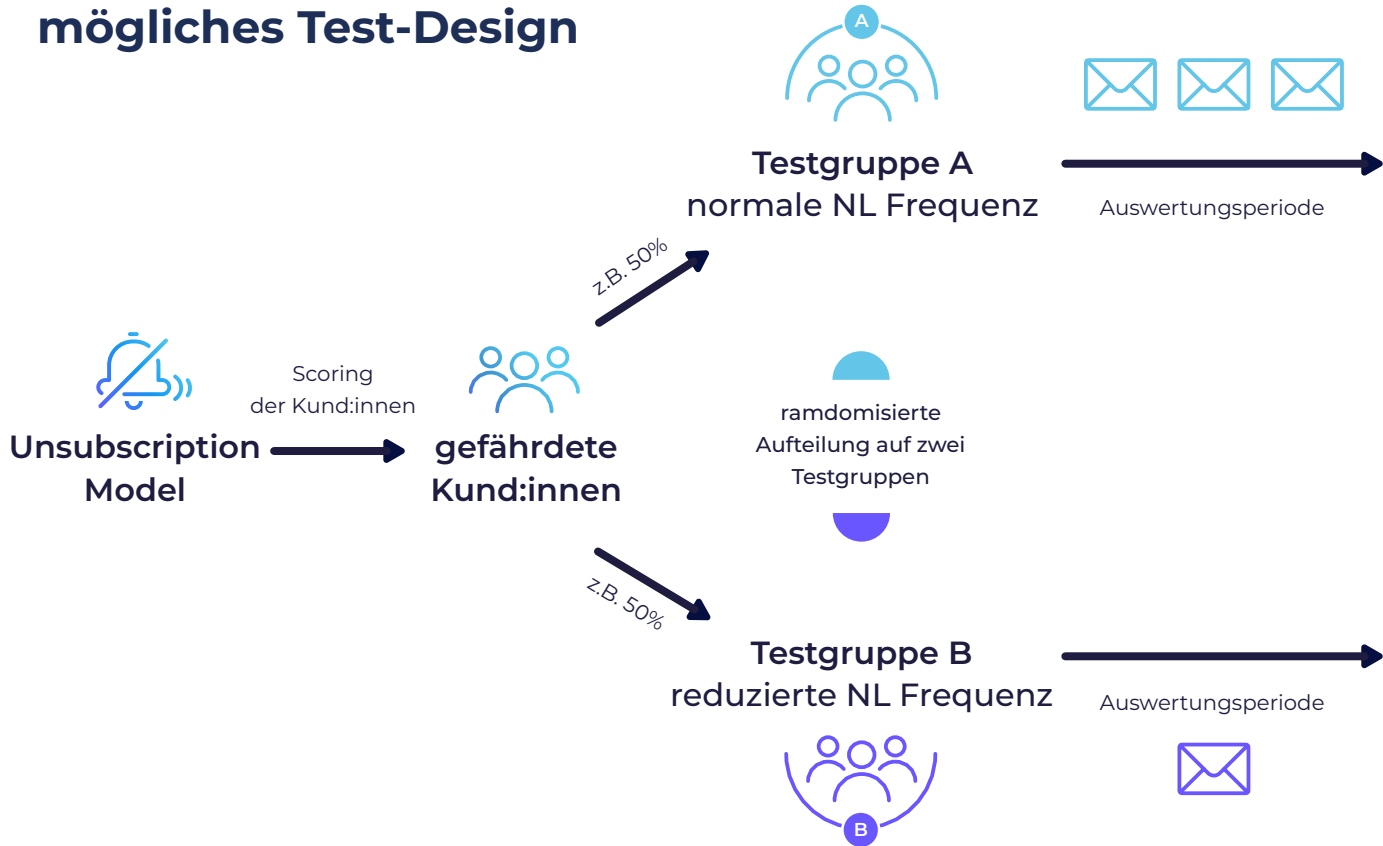 mögliches Test-Design
A
Testgruppe A
normale NL Frequenz
Auswertungsperiode
z.B. 50%
Scoring
der Kund:innen
Unsubscription
Model
gefährdete
Kund:innen
ramdomisierte
Aufteilung auf zwei
Testgruppen
z.B. 50%
Testgruppe B
reduzierte NL Frequenz
Auswertungsperiode
B